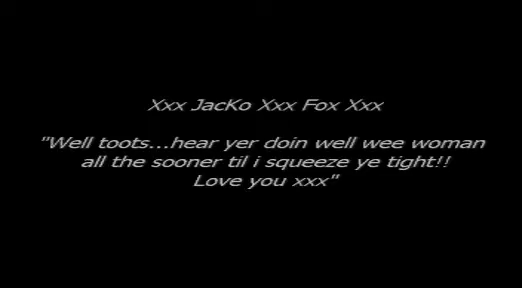 Xxx JacKo Xxx Fox Xxx
"Well toots...hear yer doin well wee woman
all the sooner til i squeeze ye tight!!
Love you xxx"